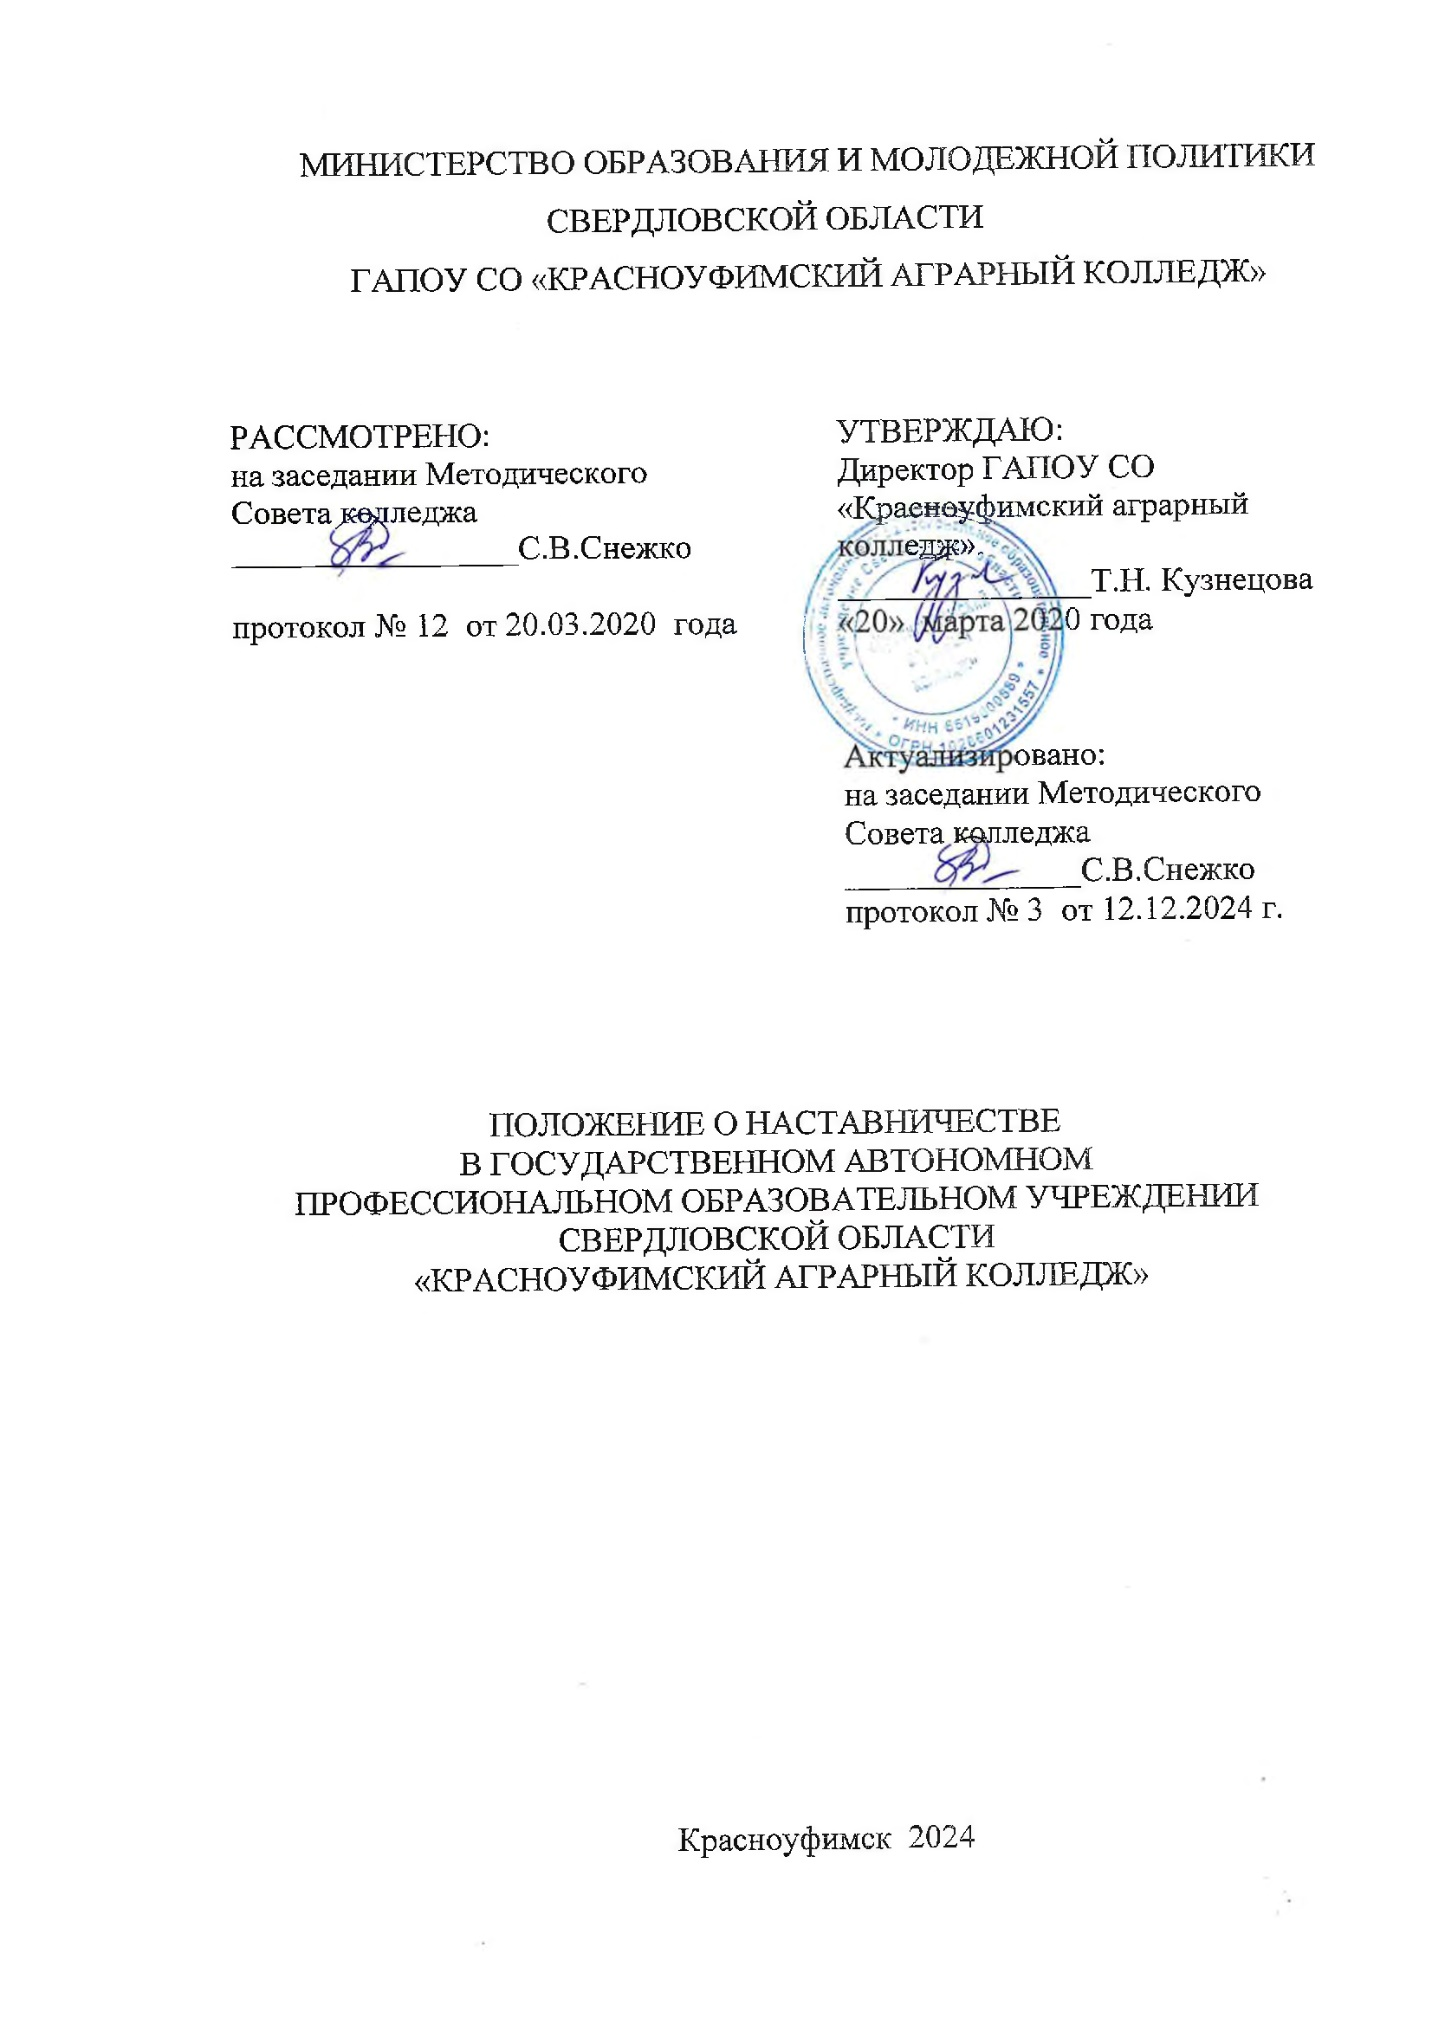 МИНИСТЕРСТВО ОБРАЗОВАНИЯ И МОЛОДЕЖНОЙ ПОЛИТИКИ
СВЕРДЛОВСКОЙ ОБЛАСТИ
ГАПОУ СО «КРАСНОУФИМСКИЙ АГРАРНЫЙ КОЛЛЕДЖ»
РАССМОТРЕНО:
на заседании Методического
Совета колледжа
С.В.Снежко
протокол № 12 от 20.03.2020 года
УТВЕРЖДАЮ:
Директор ГАПОУ СО
«Красноуфимский аграрный
колледж»
Т.Н. Кузнецова
«20» марта 2020 года
ИНН
ОГРН
Актуализировано:
на заседании Методического
Совета колледжа
С.В.Снежко
протокол № 3 от 12.12.2024 г.
ПОЛОЖЕНИЕ О НАСТАВНИЧЕСТВЕ
В ГОСУДАРСТВЕННОМ АВТОНОМНОМ
ПРОФЕССИОНАЛЬНОМ ОБРАЗОВАТЕЛЬНОМ УЧРЕЖДЕНИИ
СВЕРДЛОВСКОЙ ОБЛАСТИ
«КРАСНОУФИМСКИЙ АГРАРНЫЙ КОЛЛЕДЖ»
Красноуфимск 2024